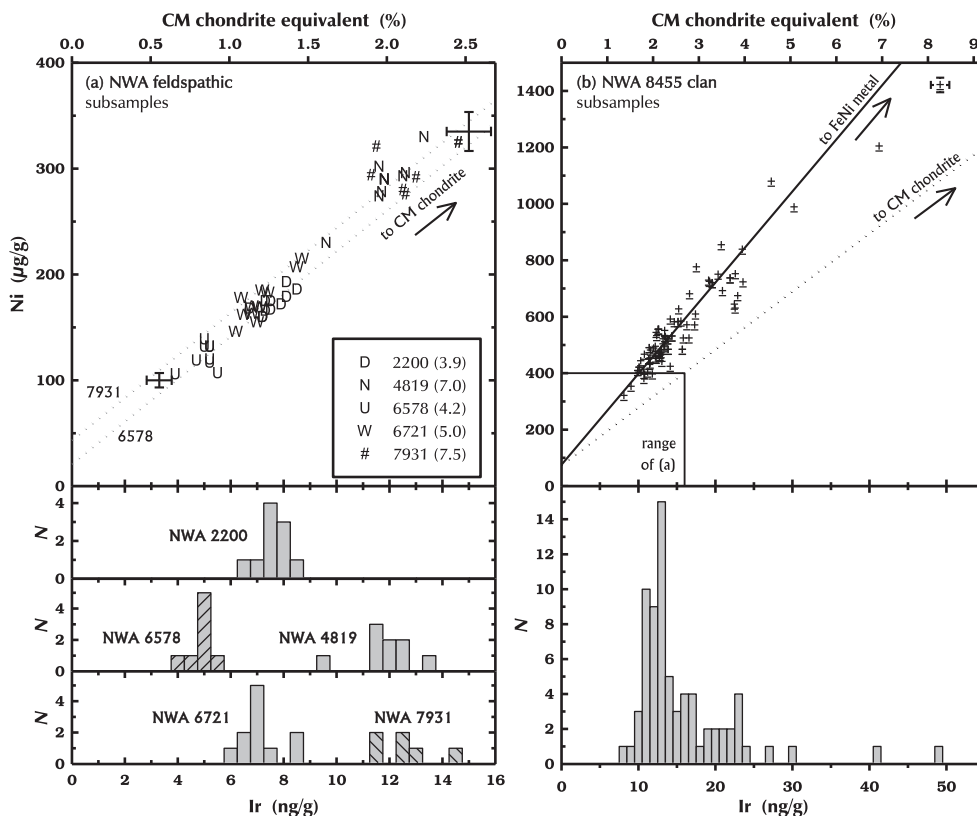 CM chondrite equivalent (%)
0.0 0.5 1.0 1.5 2.0 2.5
400
300
200
100
0
Ni (µg/g)
(a) NWA feldspathic
subsamples
to CM chondrite
7931
6578
D 2200 (3.9)
N 4819 (7.0)
U 6578 (4.2)
W 6721 (5.0)
# 7931 (7.5)
CM chondrite equivalent (%)
0 1 2 3 4 5 6 7 8 9
1400
1200
1000
800
600
400
200
0
(b) NWA 8455 clan
subsamples
to FeNi metal
to CM chondrite
range
of (a)
4
2
0
N
NWA 2200
4
2
0
N
NWA 6578 NWA 4819
4
2
0
N
NWA 6721 NWA 7931
0 4 6 8 10 12 14 16
Ir (ng/g)
14
12
10
8
6
4
2
0
N
0 10 20 30 40 50
Ir (ng/g)